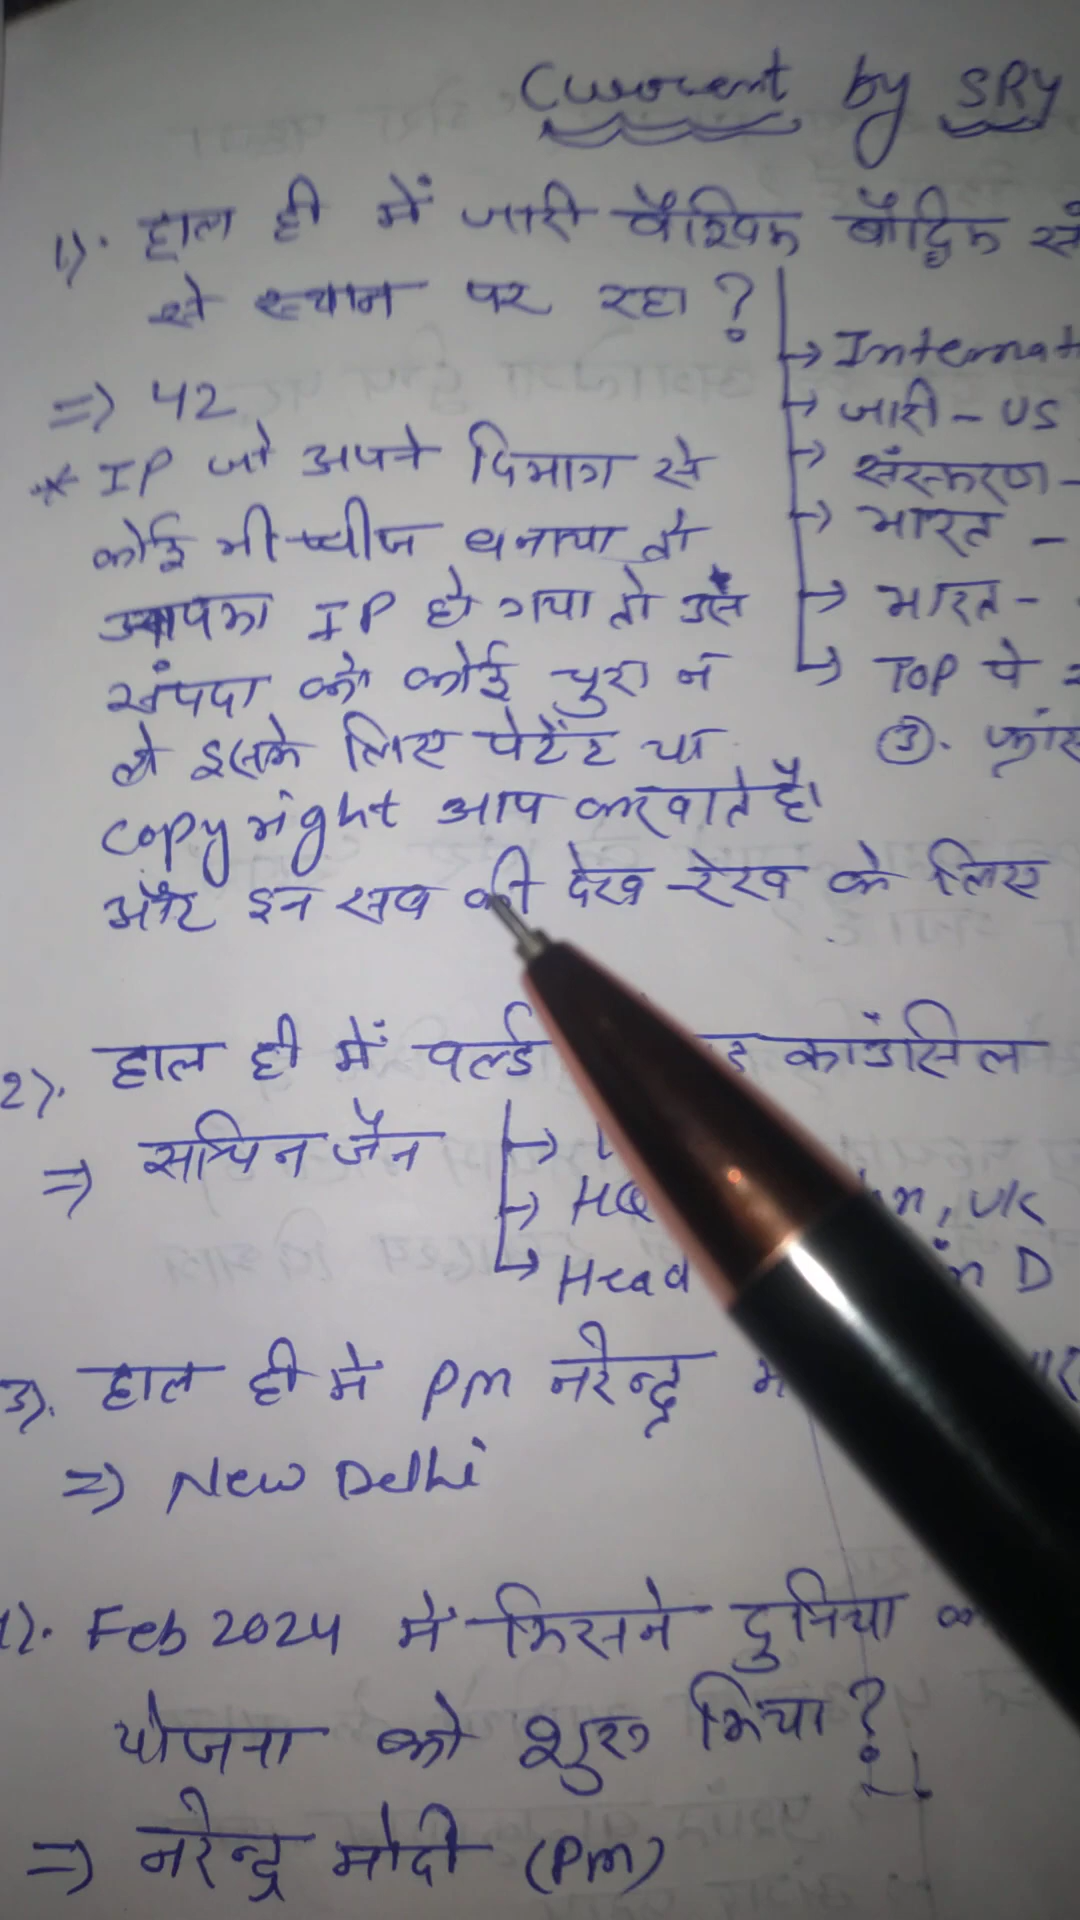 Current by SRY
1). हाल ही में जारी वैश्विक बौद्धिक
से स्थान पर रहा ?
=> 42
* IP जो अपने दिमाग से
कोई भी चीज बनाया तो
आपका IP हो गया तो उस
संपदा को कोई चुरा न
ले इसके लिए पेटेंट या
copyright आप करवाते है।
और इन सब की देख-रेख के लिए
→ Internat
→ जारी - US
→ संस्करण -
→ भारत -
→ भारत -
→ TOP पे
③. फ्रांस
2). हाल ही में वर्ल्ड काउंसिल
=> सचिन जैन
→ HQ n, UK
→ Head in D
3). हाल ही मे PM नरेन्द्र
=> New Delhi
Feb 2024 में किसने दुनिया
योजना को शुरु किया ?
=> नरेन्द्र मोदी (PM)